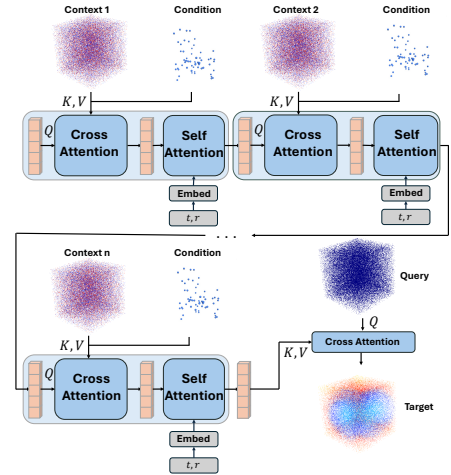 Context 1
Condition
Context 2
Condition
K, V
K, V
Q
Cross
Attention
Self
Attention
Q
Cross
Attention
Self
Attention
Embed
Embed
t, r
t, r
...
Context n
Condition
Query
Q
K, V
K, V
Cross Attention
Q
Cross
Attention
Self
Attention
Target
Embed
t, r